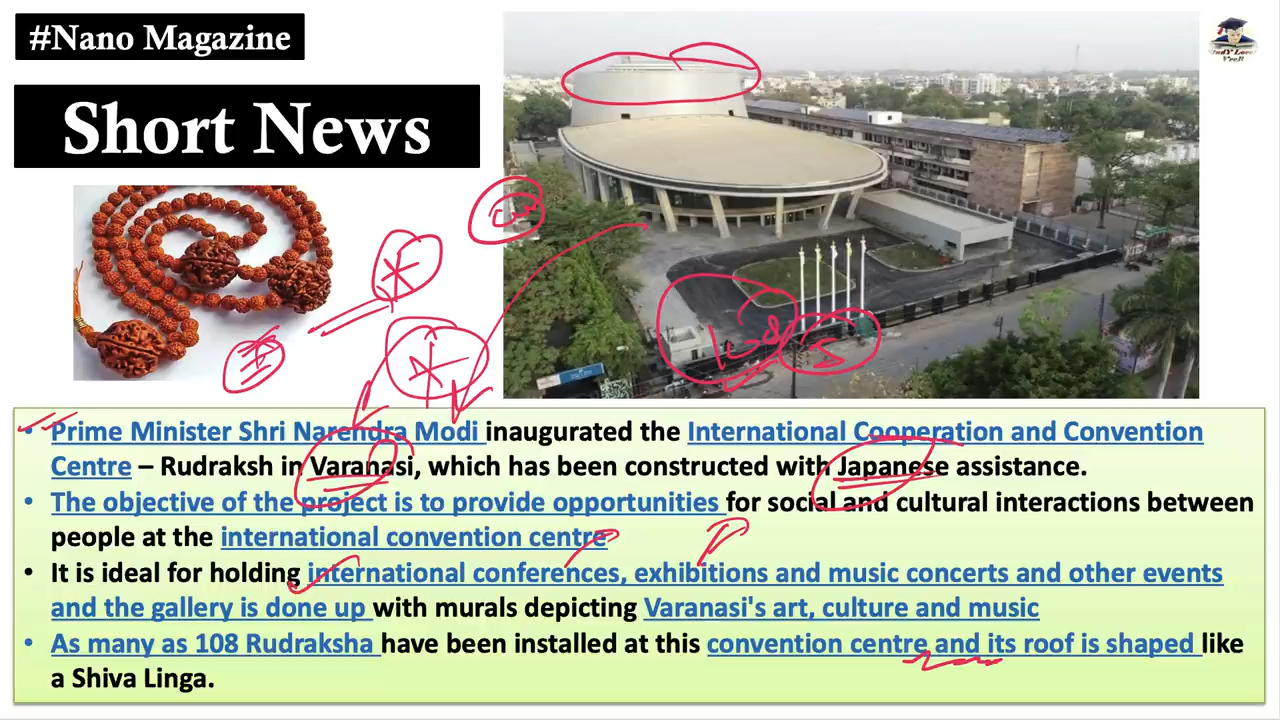 #Nano Magazine
Short News
• Prime Minister Shri Narendra Modi inaugurated the International Cooperation and Convention
Centre – Rudraksh in Varanasi, which has been constructed with Japanese assistance.
• The objective of the project is to provide opportunities for social and cultural interactions between
people at the international convention centre
• It is ideal for holding international conferences, exhibitions and music concerts and other events
and the gallery is done up with murals depicting Varanasi's art, culture and music
• As many as 108 Rudraksha have been installed at this convention centre and its roof is shaped like
a Shiva Linga.